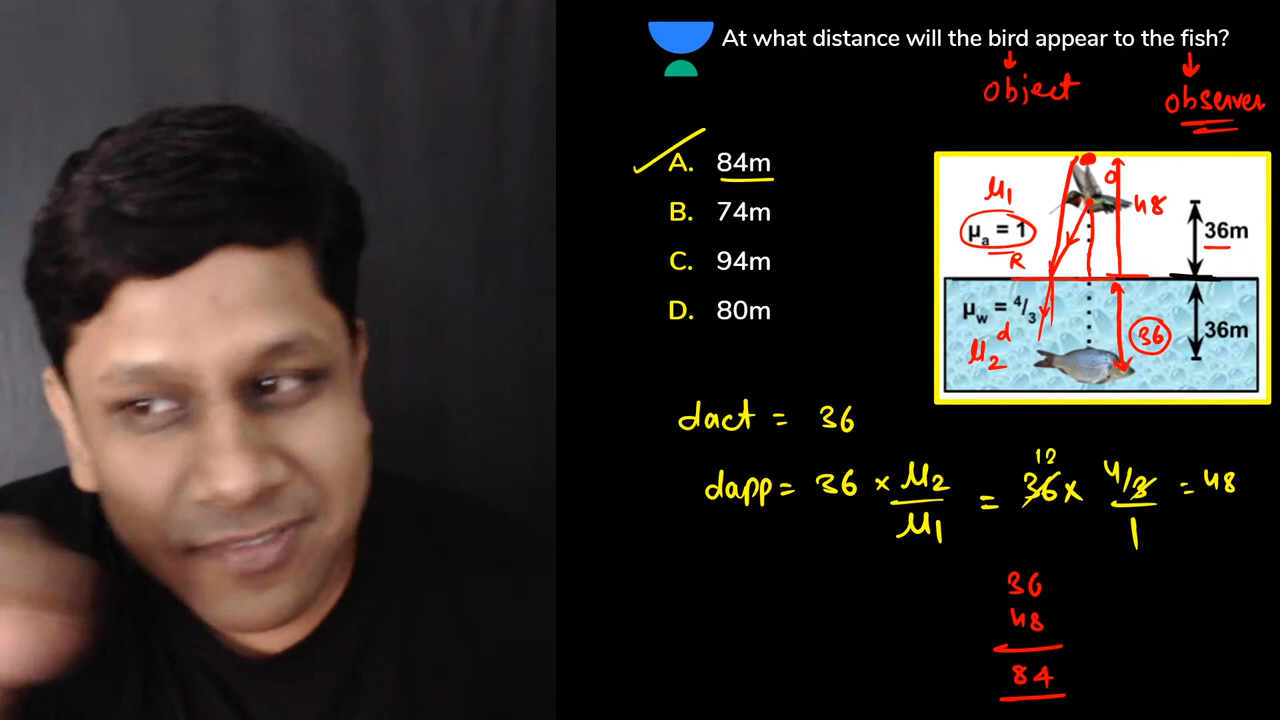 At what distance will the bird appear to the fish?
object
observer
A. 84m
B. 74m
C. 94m
D. 80m
μ1
O
48
μa = 1
36m
R
μw = 4/3
d
μ2
36
36m
dact = 36
dapp = 36 × μ2/μ1 = 36 × 4/3/1 = 48
12
36
48
84